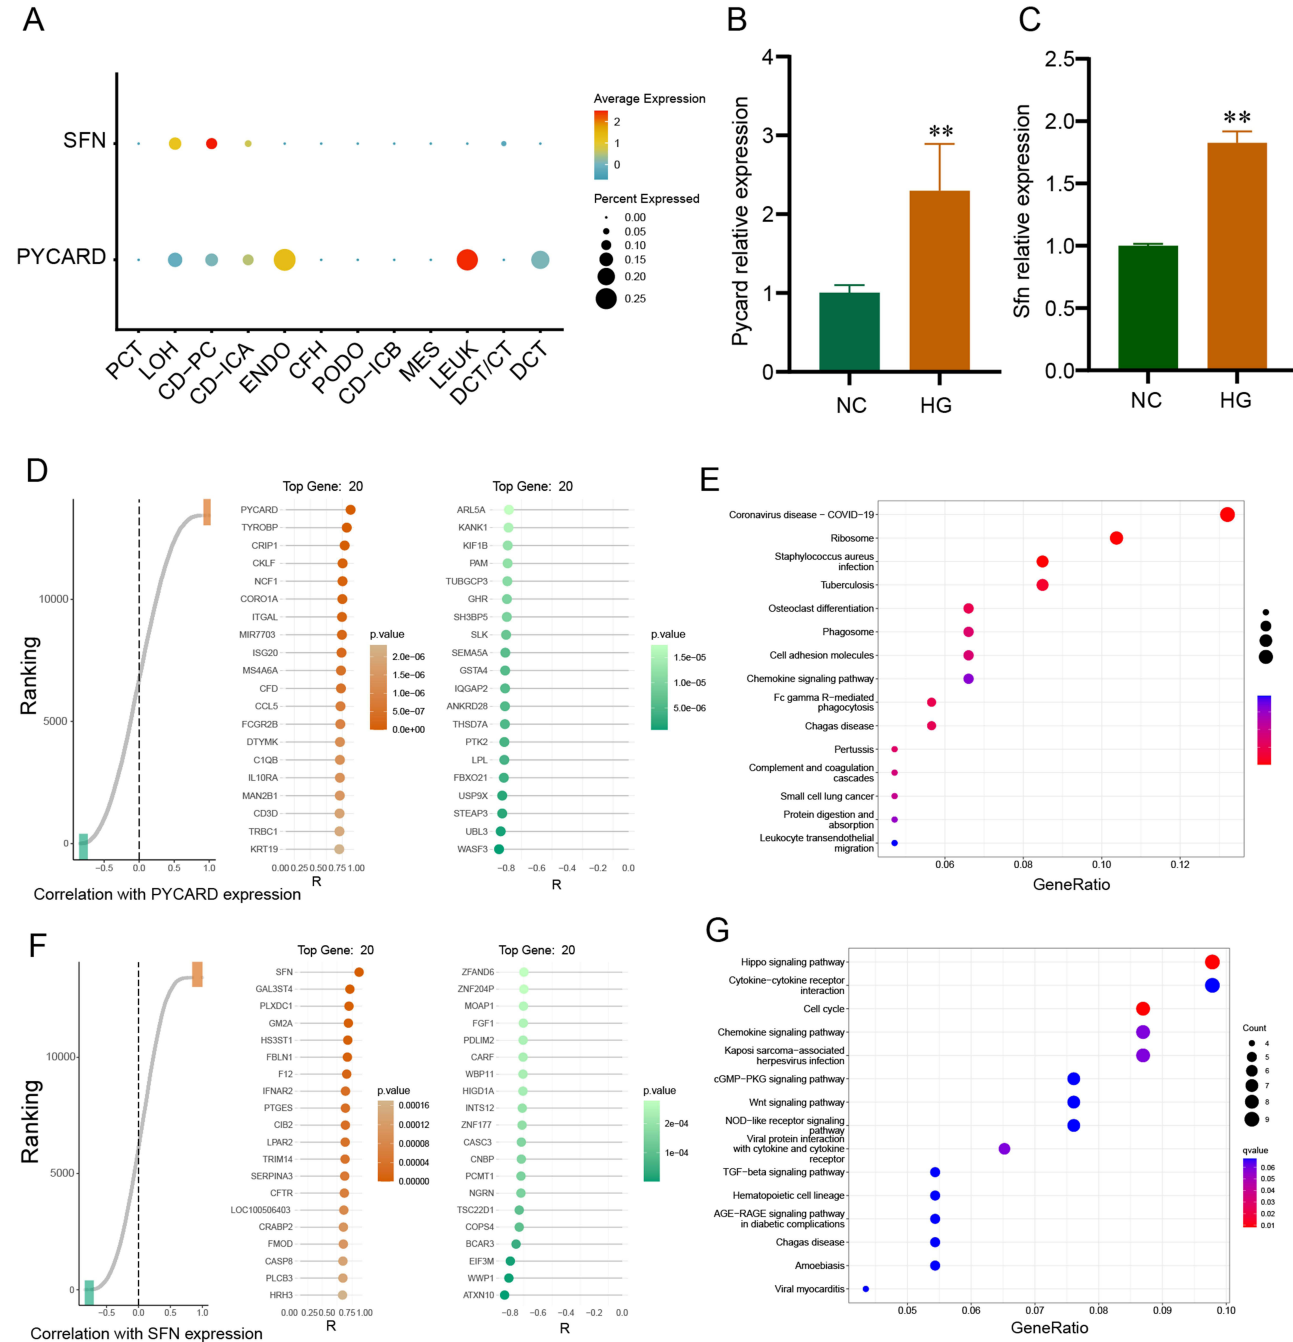 A
SFN
PYCARD
PCT
LOH
CD-PC
CD-ICA
ENDO
CFH
PODO
CD-ICB
MES
LEUK
DCT/CT
DCT
Average Expression
2
1
0
Percent Expressed
0.00
0.05
0.10
0.15
0.20
0.25
B
Pycard relative expression
4
3
2
1
0
**
NC
HG
C
Sfn relative expression
2.5
2.0
1.5
1.0
0.5
0.0
**
NC
HG
D
Ranking
10000
5000
0
-0.5
0.0
0.5
1.0
Correlation with PYCARD expression
Top Gene: 20
PYCARD
TYROBP
CRIP1
CKLF
NCF1
CORO1A
ITGAL
MIR7703
ISG20
MS4A6A
CFD
CCL5
FCGR2B
DTYMK
C1QB
IL10RA
MAN2B1
CD3D
TRBC1
KRT19
0.00 0.25 0.50 0.75 1.00
R
p.value
2.0e-06
1.5e-06
1.0e-06
5.0e-07
0.0e+00
Top Gene: 20
ARL5A
KANK1
KIF1B
PAM
TUBGCP3
GHR
SH3BP5
SLK
SEMA5A
GSTA4
IQGAP2
ANKRD28
THSD7A
PTK2
LPL
FBXO21
USP9X
STEAP3
UBL3
WASF3
-0.8 -0.6 -0.4 -0.2 0.0
R
p.value
1.5e-05
1.0e-05
5.0e-06
E
Coronavirus disease - COVID-19
Ribosome
Staphylococcus aureus
infection
Tuberculosis
Osteoclast differentiation
Phagosome
Cell adhesion molecules
Chemokine signaling pathway
Fc gamma R-mediated
phagocytosis
Chagas disease
Pertussis
Complement and coagulation
cascades
Small cell lung cancer
Protein digestion and
absorption
Leukocyte transendothelial
migration
0.06 0.08 0.10 0.12
GeneRatio
F
Ranking
10000
5000
0
-0.5 0.0 0.5 1.0
Correlation with SFN expression
Top Gene: 20
SFN
GAL3ST4
PLXDC1
GM2A
HS3ST1
FBLN1
F12
IFNAR2
PTGES
CIB2
LPAR2
TRIM14
SERPINA3
CFTR
LOC100506403
CRABP2
FMOD
CASP8
PLCB3
HRH3
0.00 0.25 0.50 0.75 1.00
R
p.value
0.00016
0.00012
0.00008
0.00004
0.00000
Top Gene: 20
ZFAND6
ZNF204P
MOAP1
FGF1
PDLIM2
CARF
WBP11
HIGD1A
INTS12
ZNF177
CASC3
CNBP
PCMT1
NGRN
TSC22D1
COPS4
BCAR3
EIF3M
WWP1
ATXN10
-0.8 -0.6 -0.4 -0.2 0.0
R
p.value
2e-04
1e-04
G
Hippo signaling pathway
Cytokine-cytokine receptor
interaction
Cell cycle
Chemokine signaling pathway
Kaposi sarcoma-associated
herpesvirus infection
cGMP-PKG signaling pathway
Wnt signaling pathway
NOD-like receptor signaling
pathway
Viral protein interaction
with cytokine and cytokine
receptor
TGF-beta signaling pathway
Hematopoietic cell lineage
AGE-RAGE signaling pathway
in diabetic complications
Chagas disease
Amoebiasis
Viral myocarditis
0.05 0.06 0.07 0.08 0.09 0.10
GeneRatio
Count
4
5
6
7
8
9
qvalue
0.06
0.05
0.04
0.03
0.02
0.01